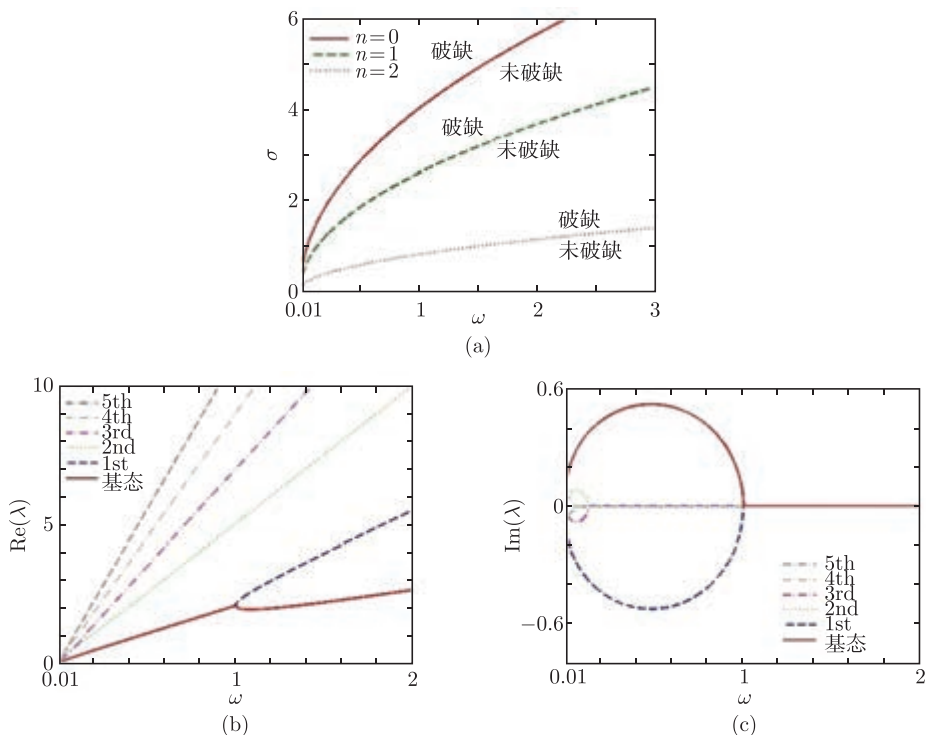 6
n=0
n=1
n=2
破缺
未破缺
4
破缺
未破缺
σ
2
破缺
未破缺
0
0.01
1
2
3
ω
(a)
10
5th
4th
3rd
2nd
1st
基态
Re(λ)
5
0
0.01
1
2
ω
(b)
0.6
Im(λ)
0
5th
4th
3rd
2nd
1st
基态
−0.6
0.01
1
2
ω
(c)